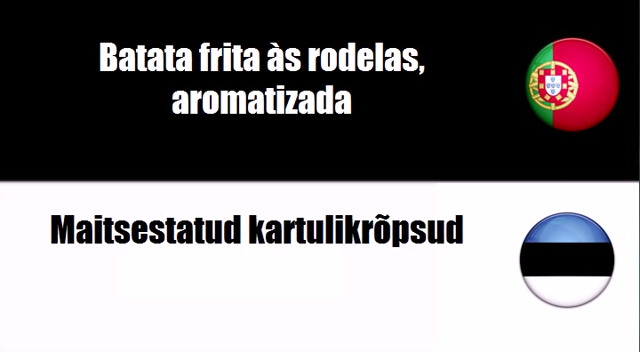 Batata frita às rodelas,
aromatizada
Maitsestatud kartulikrõpsud